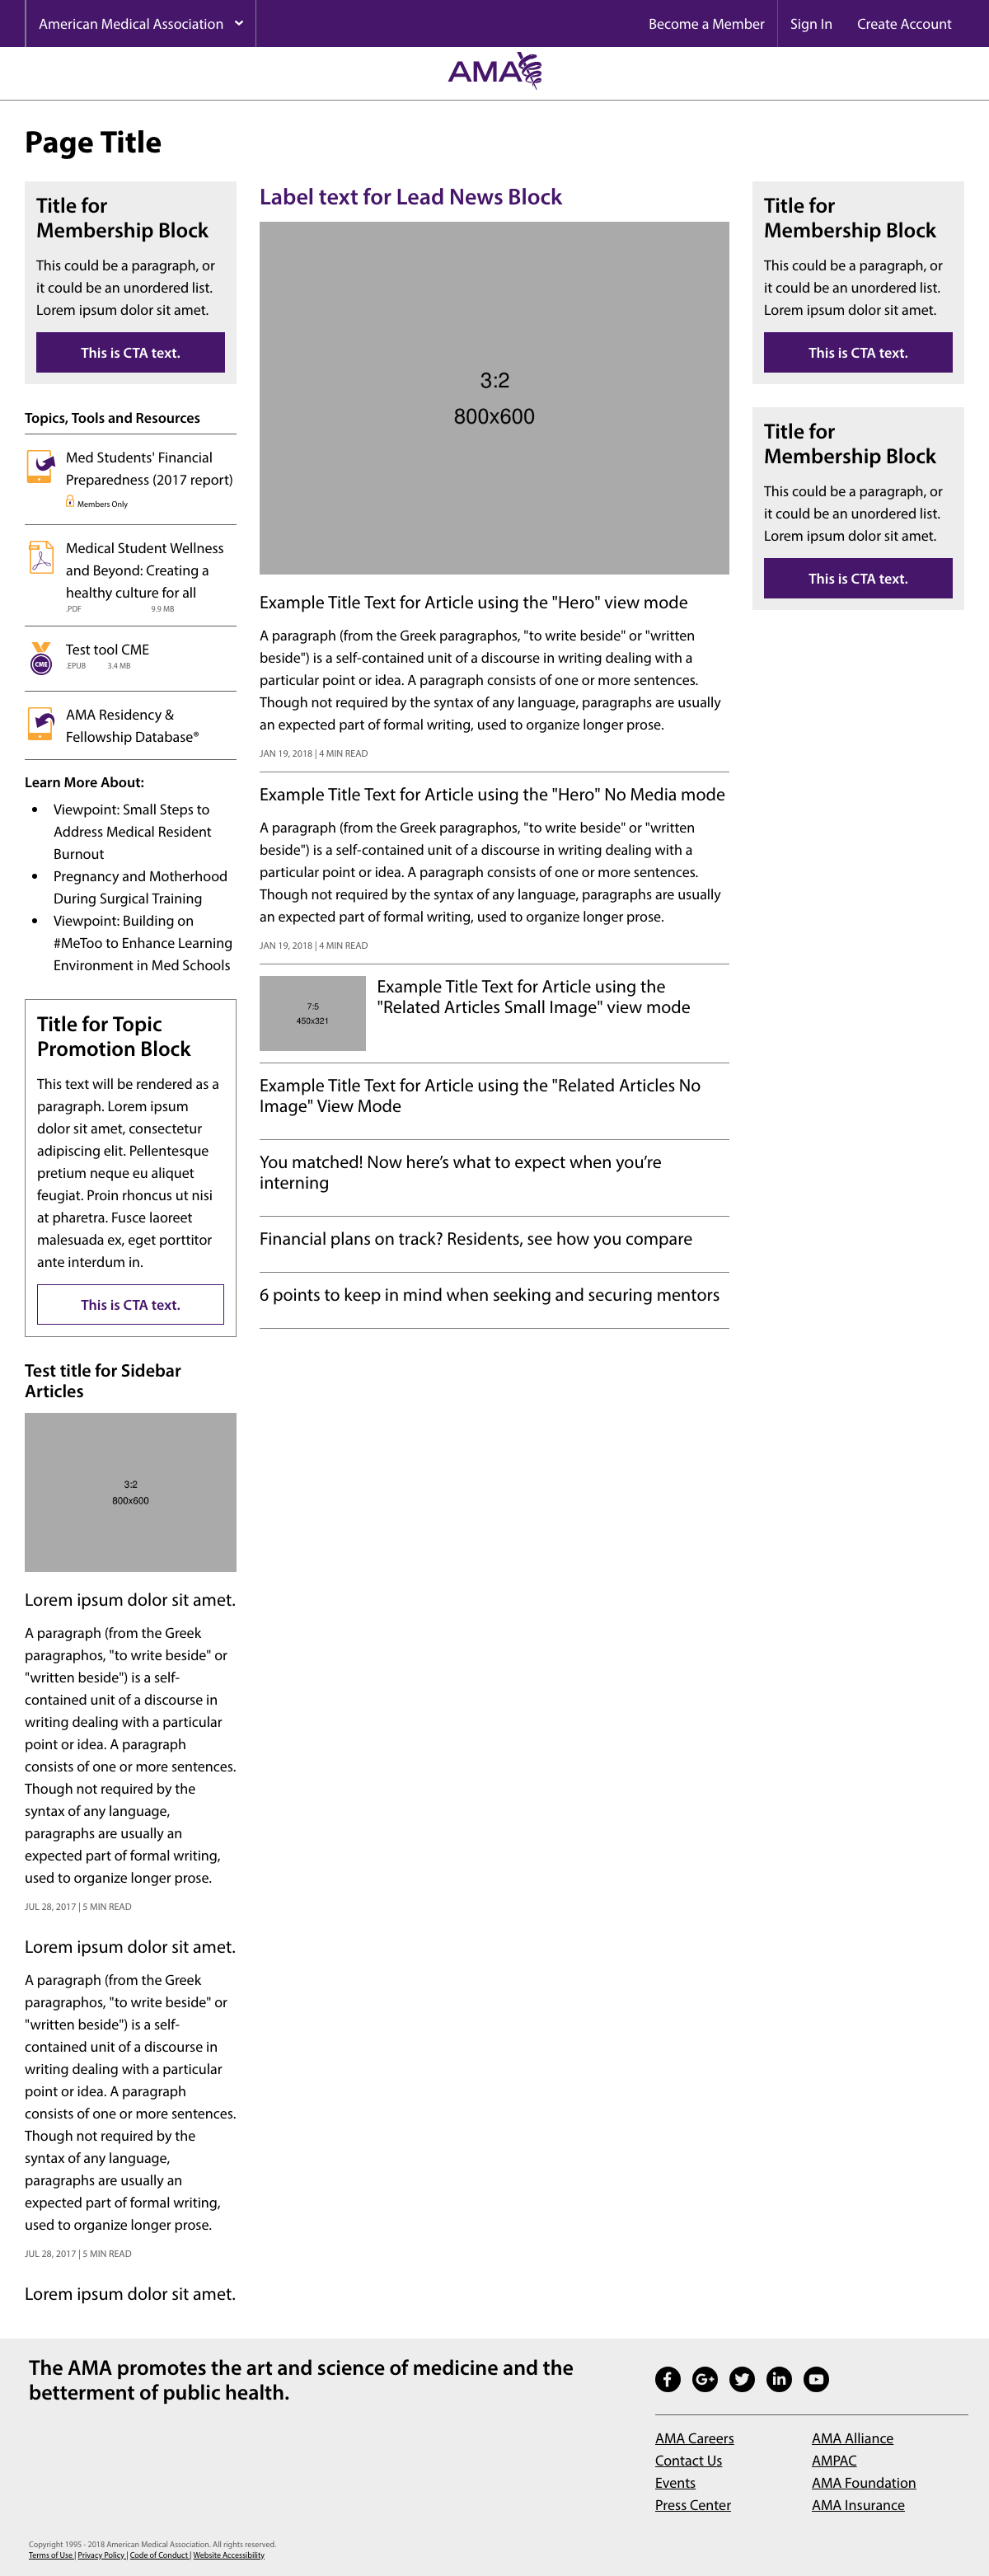 American Medical Association
Become a Member
Sign In
Create Account
AMA
Page Title
Title for
Membership Block
This could be a paragraph, or
it could be an unordered list.
Lorem ipsum dolor sit amet.
This is CTA text.
Topics, Tools and Resources
Med Students' Financial
Preparedness (2017 report)
Members Only
Medical Student Wellness
and Beyond: Creating a
healthy culture for all
.PDF 9.9 MB
CME
Test tool CME
.EPUB 3.4 MB
AMA Residency &
Fellowship Database®
Learn More About:
• Viewpoint: Small Steps to
Address Medical Resident
Burnout
• Pregnancy and Motherhood
During Surgical Training
• Viewpoint: Building on
#MeToo to Enhance Learning
Environment in Med Schools
Title for Topic
Promotion Block
This text will be rendered as a
paragraph. Lorem ipsum
dolor sit amet, consectetur
adipiscing elit. Pellentesque
pretium neque eu aliquet
feugiat. Proin rhoncus ut nisi
at pharetra. Fusce laoreet
malesuada ex, eget porttitor
ante interdum in.
This is CTA text.
Test title for Sidebar
Articles
3:2
800x600
Lorem ipsum dolor sit amet.
A paragraph (from the Greek
paragraphos, "to write beside" or
"written beside") is a self-
contained unit of a discourse in
writing dealing with a particular
point or idea. A paragraph
consists of one or more sentences.
Though not required by the
syntax of any language,
paragraphs are usually an
expected part of formal writing,
used to organize longer prose.
JUL 28, 2017 | 5 MIN READ
Lorem ipsum dolor sit amet.
A paragraph (from the Greek
paragraphos, "to write beside" or
"written beside") is a self-
contained unit of a discourse in
writing dealing with a particular
point or idea. A paragraph
consists of one or more sentences.
Though not required by the
syntax of any language,
paragraphs are usually an
expected part of formal writing,
used to organize longer prose.
JUL 28, 2017 | 5 MIN READ
Lorem ipsum dolor sit amet.
Label text for Lead News Block
3:2
800x600
Example Title Text for Article using the "Hero" view mode
A paragraph (from the Greek paragraphos, "to write beside" or "written
beside") is a self-contained unit of a discourse in writing dealing with a
particular point or idea. A paragraph consists of one or more sentences.
Though not required by the syntax of any language, paragraphs are usually
an expected part of formal writing, used to organize longer prose.
JAN 19, 2018 | 4 MIN READ
Example Title Text for Article using the "Hero" No Media mode
A paragraph (from the Greek paragraphos, "to write beside" or "written
beside") is a self-contained unit of a discourse in writing dealing with a
particular point or idea. A paragraph consists of one or more sentences.
Though not required by the syntax of any language, paragraphs are usually
an expected part of formal writing, used to organize longer prose.
JAN 19, 2018 | 4 MIN READ
7:5
450x321
Example Title Text for Article using the
"Related Articles Small Image" view mode
Example Title Text for Article using the "Related Articles No
Image" View Mode
You matched! Now here’s what to expect when you’re
interning
Financial plans on track? Residents, see how you compare
6 points to keep in mind when seeking and securing mentors
Title for
Membership Block
This could be a paragraph, or
it could be an unordered list.
Lorem ipsum dolor sit amet.
This is CTA text.
Title for
Membership Block
This could be a paragraph, or
it could be an unordered list.
Lorem ipsum dolor sit amet.
This is CTA text.
The AMA promotes the art and science of medicine and the
betterment of public health.
AMA Careers
Contact Us
Events
Press Center
AMA Alliance
AMPAC
AMA Foundation
AMA Insurance
Copyright 1995 - 2018 American Medical Association. All rights reserved.
Terms of Use | Privacy Policy | Code of Conduct | Website Accessibility